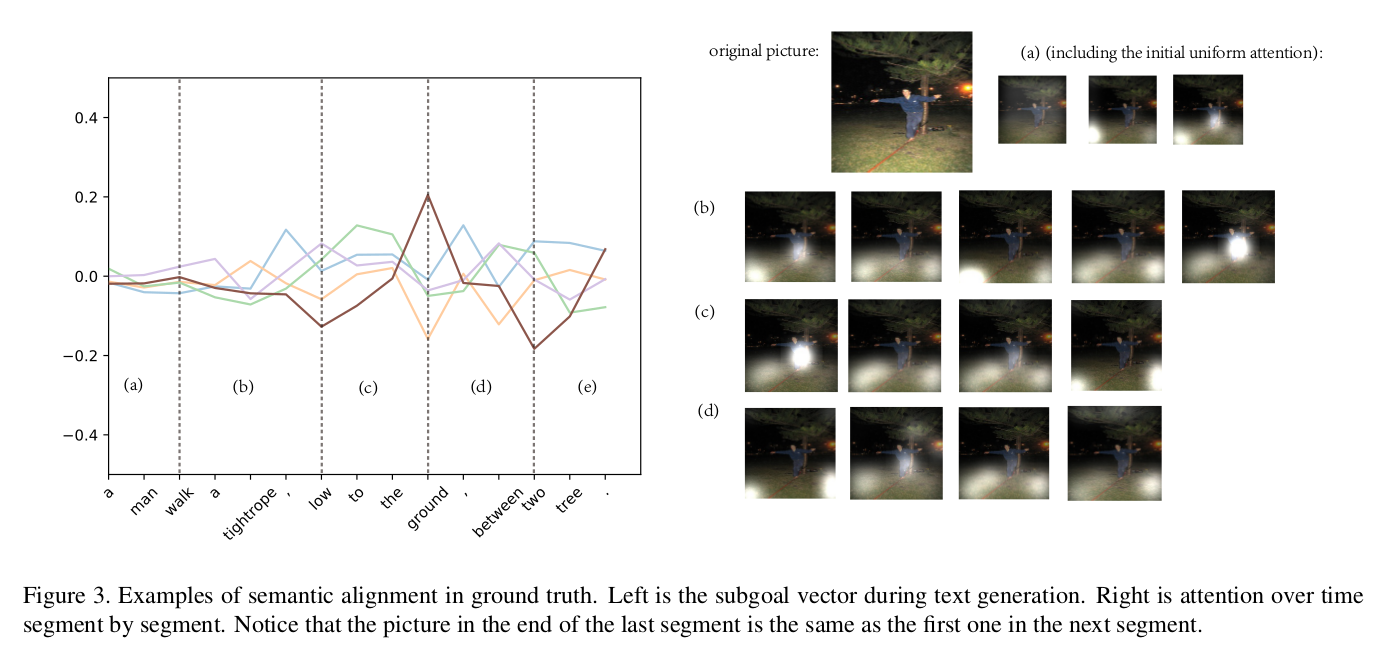 original picture:
(a) (including the initial uniform attention):
0.4
0.2
0.0
−0.2
−0.4
(a)
(b)
(c)
(d)
(e)
a
man
walk
a
tightrope
,
low
to
the
ground
,
between
two
tree
.
(b)
(c)
(d)
Figure 3. Examples of semantic alignment in ground truth. Left is the subgoal vector during text generation. Right is attention over time
segment by segment. Notice that the picture in the end of the last segment is the same as the first one in the next segment.